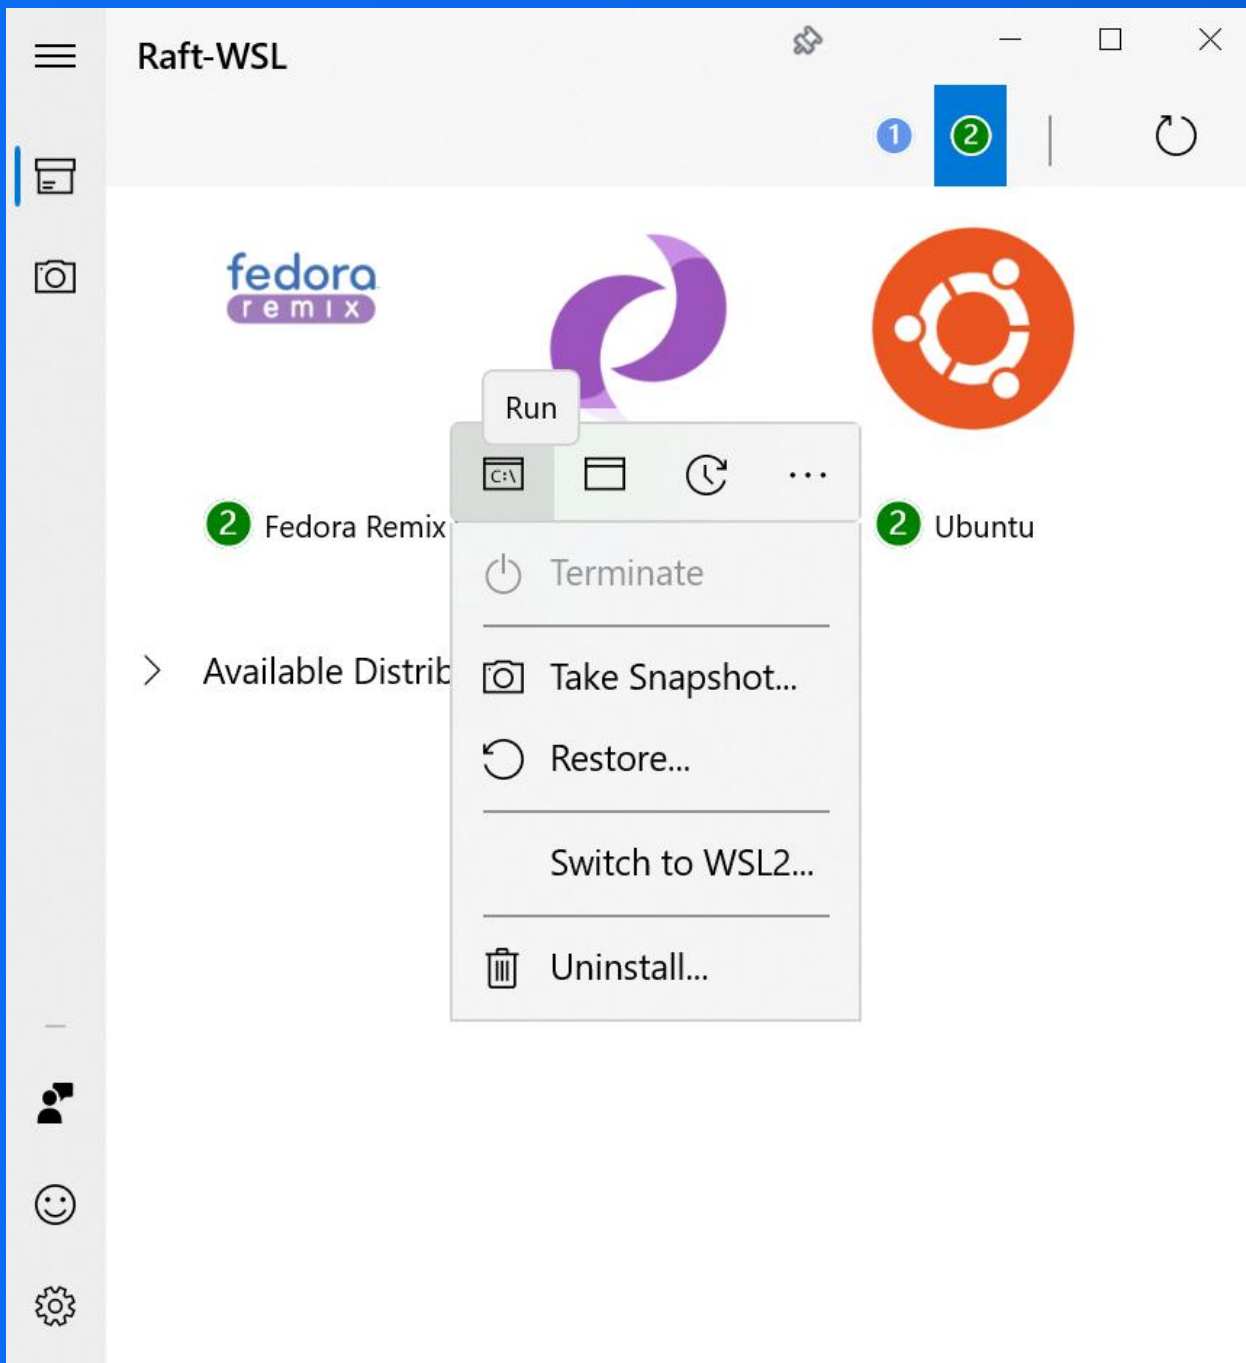 Raft-WSL
1
2
fedora
remix
Run
C:\
2 Fedora Remix
2 Ubuntu
Terminate
Available Distrib
Take Snapshot...
Restore...
Switch to WSL2...
Uninstall...